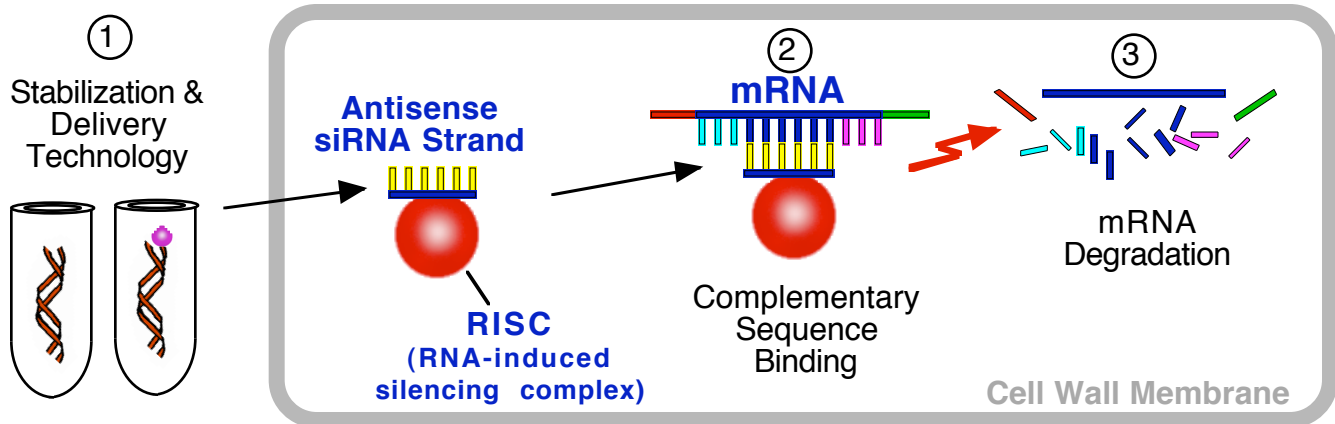 1
Stabilization &
Delivery
Technology
Antisense
siRNA Strand
RISC
(RNA-induced
silencing complex)
2
mRNA
Complementary
Sequence
Binding
3
mRNA
Degradation
Cell Wall Membrane